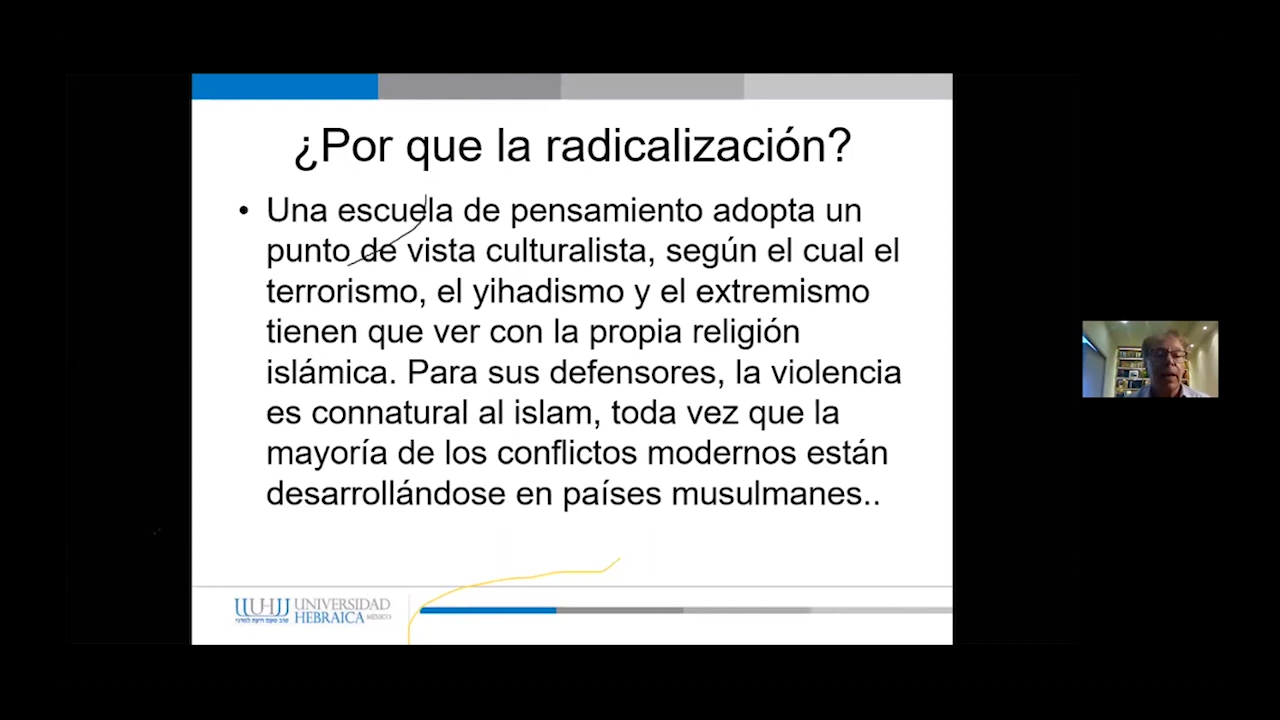 ¿Por que la radicalización?
• Una escuela de pensamiento adopta un
punto de vista culturalista, según el cual el
terrorismo, el yihadismo y el extremismo
tienen que ver con la propia religión
islámica. Para sus defensores, la violencia
es connatural al islam, toda vez que la
mayoría de los conflictos modernos están
desarrollándose en países musulmanes..
UNIVERSIDAD
HEBRAICA MÉXICO